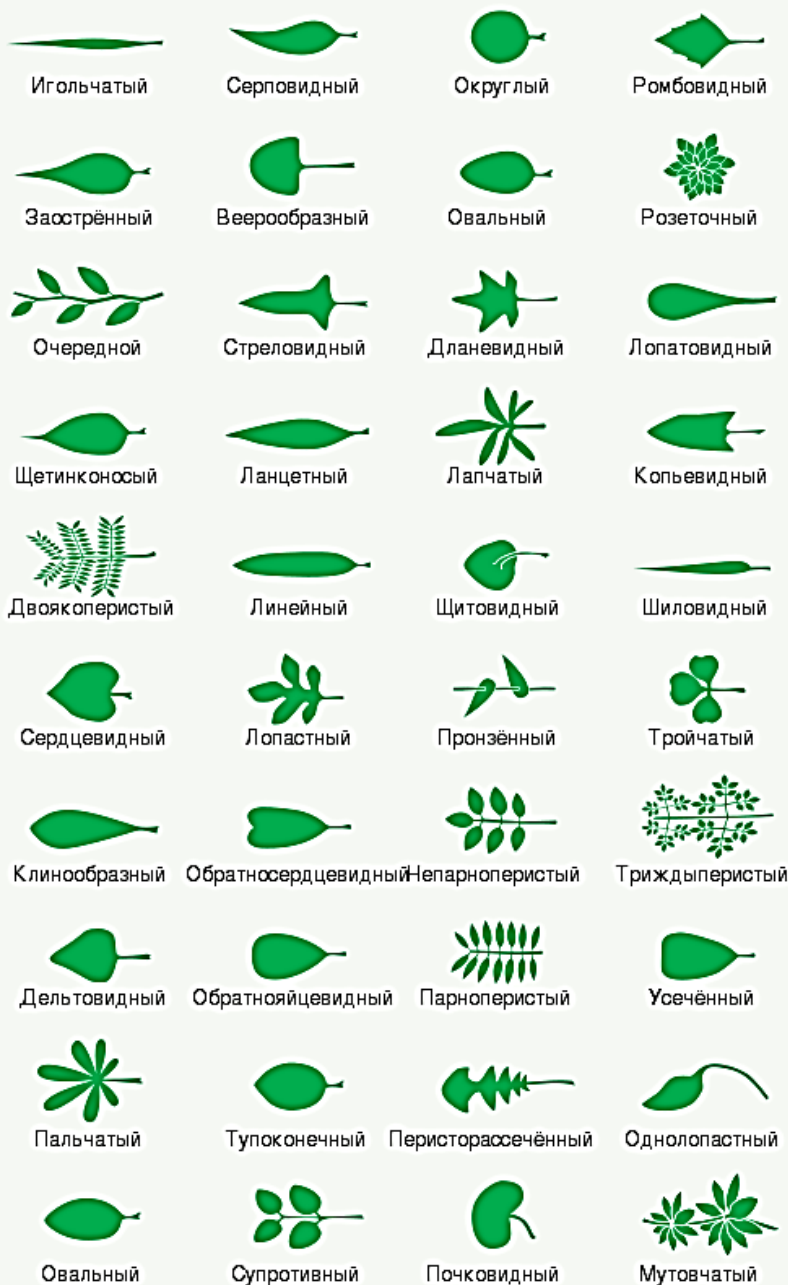 Игольчатый Серповидный Округлый Ромбовидный
Заострённый Веерообразный Овальный Розеточный
Очередной Стреловидный Дланевидный Лопатовидный
Щетинконосый Ланцетный Лапчатый Копьевидный
Двоякоперистый Линейный Щитовидный Шиловидный
Сердцевидный Лопастный Пронзённый Тройчатый
Клинообразный Обратносердцевидный Непарноперистый Триждыперистый
Дельтовидный Обратнояйцевидный Парноперистый Усечённый
Пальчатый Тупоконечный Перисторассечённый Однолопастный
Овальный Супротивный Почковидный Мутовчатый